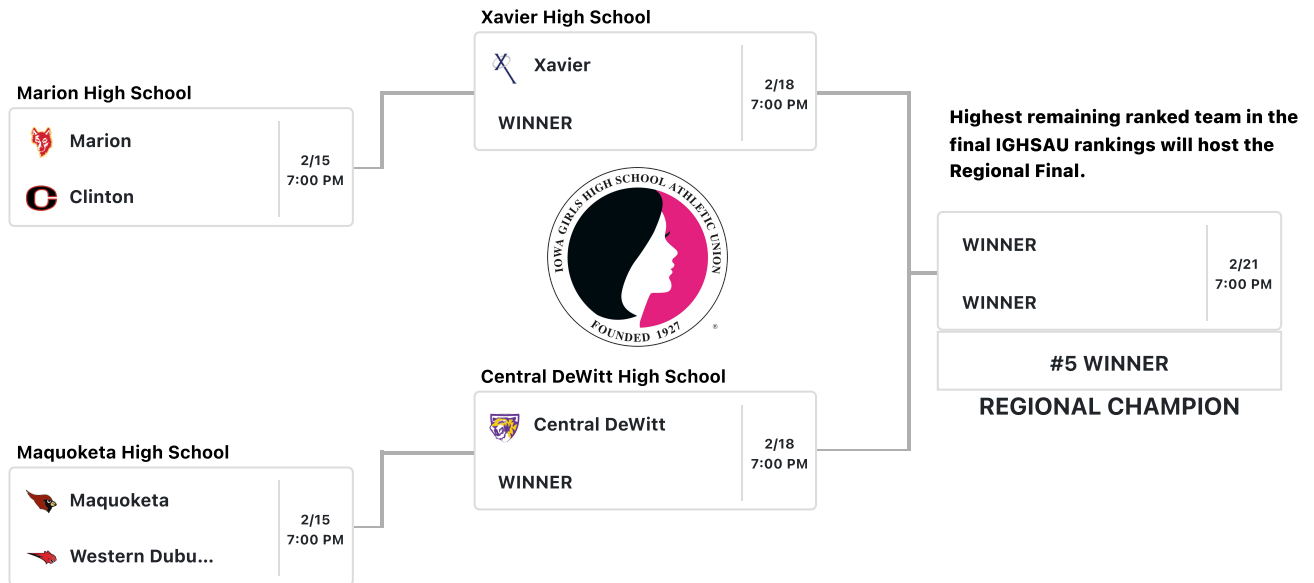 Xavier High School
Xavier
WINNER
2/18
7:00 PM
Marion High School
Marion
Clinton
2/15
7:00 PM
Highest remaining ranked team in the
final IGHSAU rankings will host the
Regional Final.
IOWA GIRLS HIGH SCHOOL ATHLETIC UNION
FOUNDED 1927
®
WINNER
WINNER
2/21
7:00 PM
#5 WINNER
REGIONAL CHAMPION
Central DeWitt High School
Central DeWitt
WINNER
2/18
7:00 PM
Maquoketa High School
Maquoketa
Western Dubu...
2/15
7:00 PM